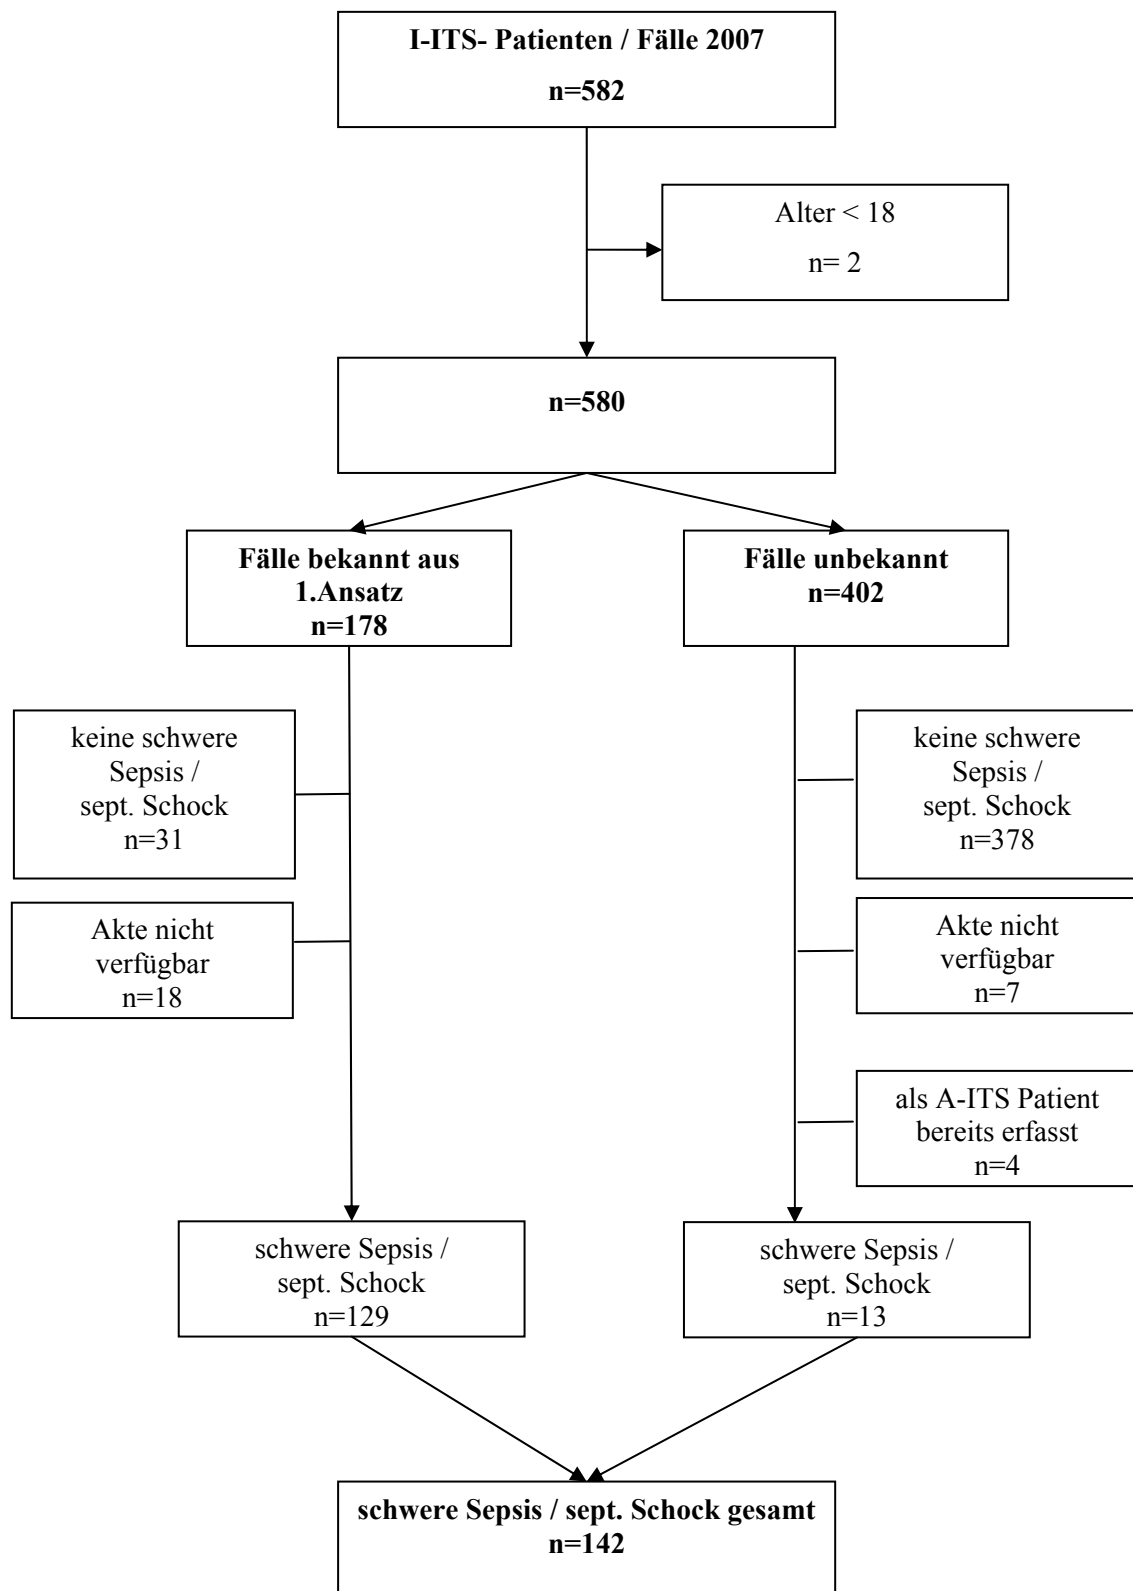 I-ITS- Patienten / Fälle 2007
n=582
Alter < 18
n= 2
n=580
Fälle bekannt aus
1.Ansatz
n=178
Fälle unbekannt
n=402
keine schwere
Sepsis /
sept. Schock
n=31
keine schwere
Sepsis /
sept. Schock
n=378
Akte nicht
verfügbar
n=18
Akte nicht
verfügbar
n=7
als A-ITS Patient
bereits erfasst
n=4
schwere Sepsis /
sept. Schock
n=129
schwere Sepsis /
sept. Schock
n=13
schwere Sepsis / sept. Schock gesamt
n=142